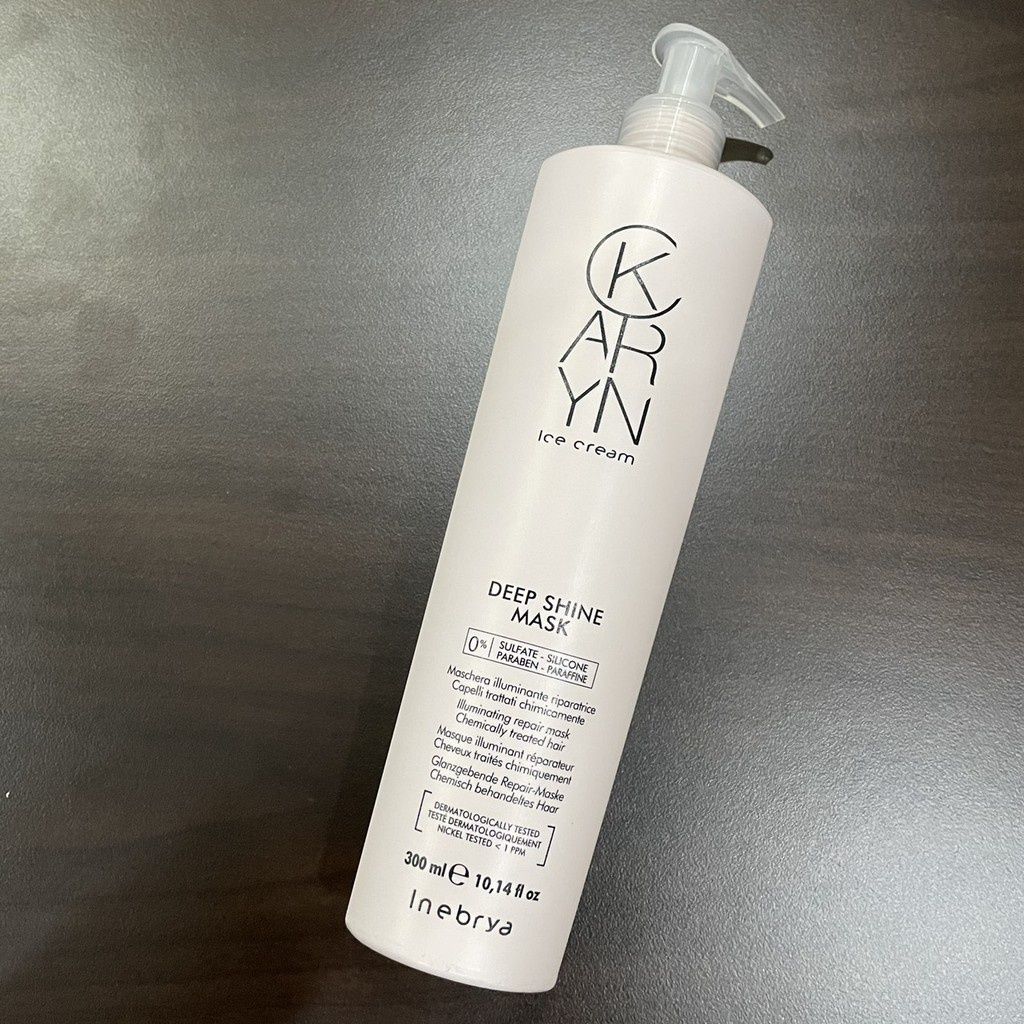 K
AR
YN
Ice cream
DEEP SHINE
MASK
0% SULFATE - SILICONE
PARABEN - PARAFFINE
Maschera illuminante riparatrice
Capelli trattati chimicamente
Illuminating repair mask
Chemically treated hair
Masque illuminant réparateur
Cheveux traités chimiquement
Glanzgebende Repair-Maske
Chemisch behandeltes Haar
DERMATOLOGICALLY TESTED
TESTÉ DERMATOLOGIQUEMENT
NICKEL TESTED < 1 PPM
300 ml ℮ 10,14 fl oz
Inebrya